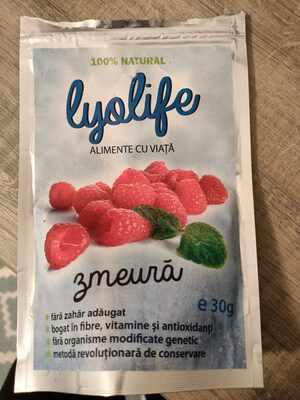 100% NATURAL
lyolife
ALIMENTE CU VIAȚĂ
zmeură
e 30g
fără zahăr adăugat
bogat în fibre, vitamine și antioxidanți
fără organisme modificate genetic
metodă revoluționară de conservare